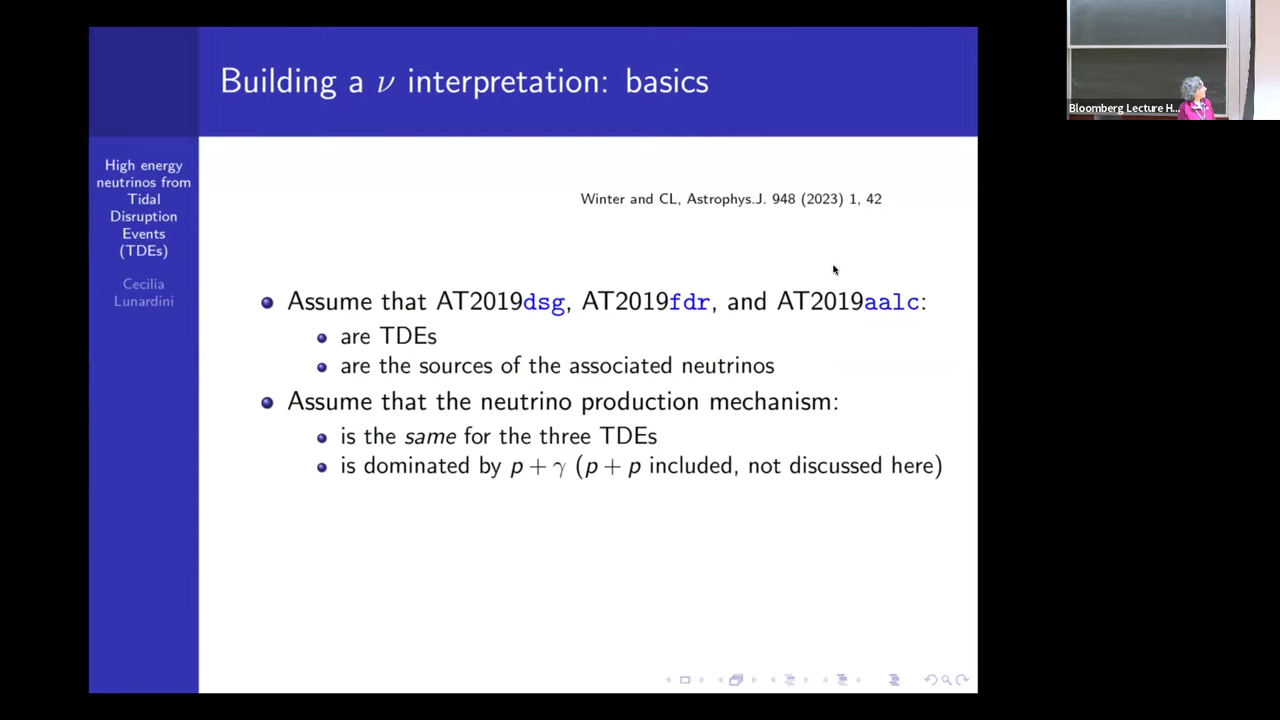 Building a ν interpretation: basics
High energy
neutrinos from
Tidal
Disruption
Events
(TDEs)
Cecilia
Lunardini
Winter and CL, Astrophys.J. 948 (2023) 1, 42
Assume that AT2019dsg, AT2019fdr, and AT2019aalc:
are TDEs
are the sources of the associated neutrinos
Assume that the neutrino production mechanism:
is the same for the three TDEs
is dominated by p + γ (p + p included, not discussed here)
Bloomberg Lecture H...